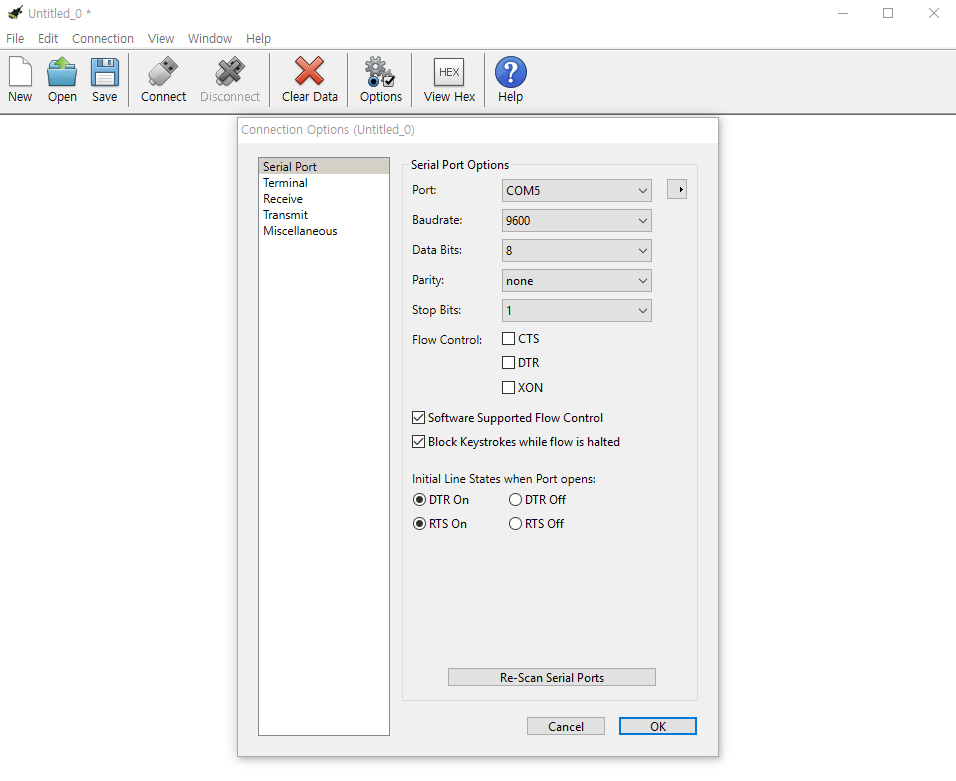 Untitled_0 *
File Edit Connection View Window Help
HEX
New Open Save Connect Disconnect Clear Data Options View Hex Help
Connection Options (Untitled_0)
Serial Port
Terminal
Receive
Transmit
Miscellaneous
Serial Port Options
Port: COM5
Baudrate: 9600
Data Bits: 8
Parity: none
Stop Bits: 1
Flow Control: CTS
DTR
XON
Software Supported Flow Control
Block Keystrokes while flow is halted
Initial Line States when Port opens:
DTR On DTR Off
RTS On RTS Off
Re-Scan Serial Ports
Cancel OK